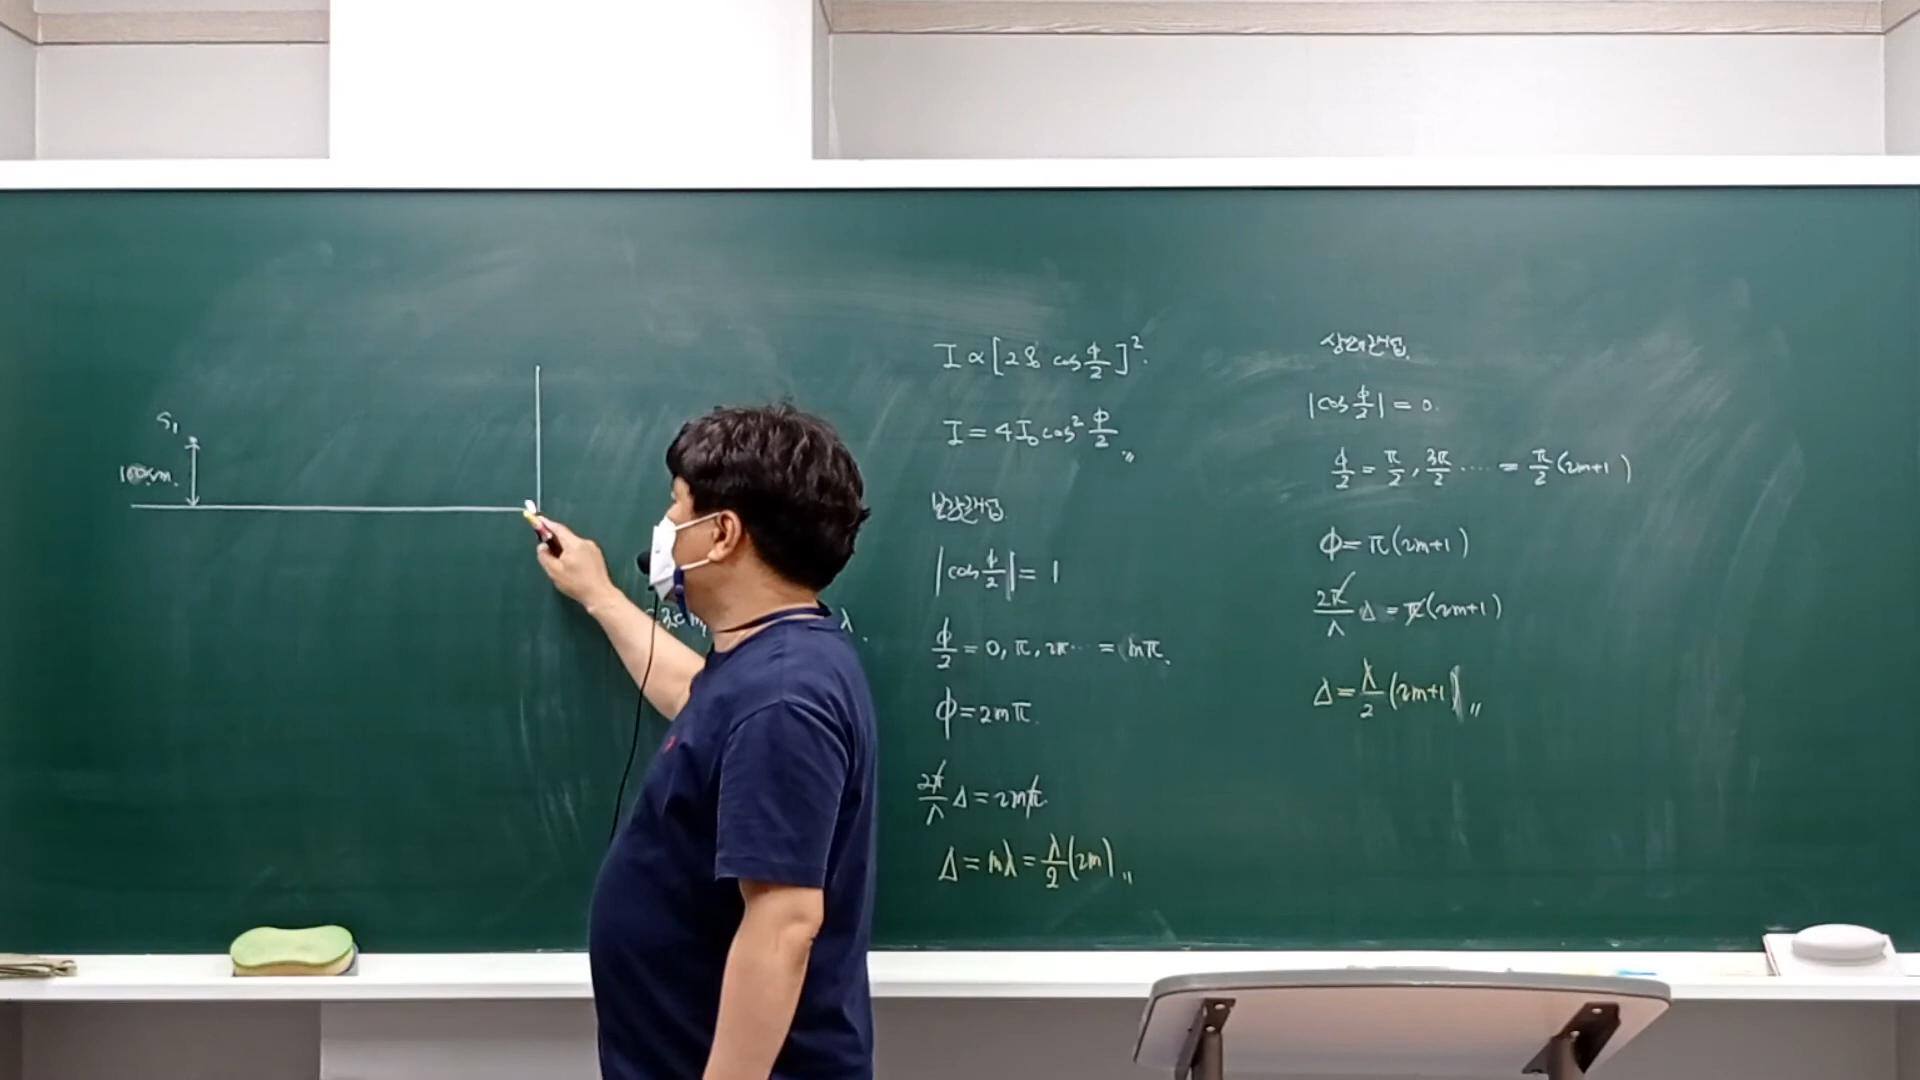 S₁
I ∝ [2y₀ cos ϕ/2]².
I = 4I₀ cos² ϕ/2 〃
보강간섭.
|cos ϕ/2| = 1
ϕ/2 = 0, π, 2π ⋯ = mπ.
ϕ = 2mπ.
2π/λ Δ = 2mπ.
Δ = mλ = λ/2 (2m) 〃
λ.
상쇄간섭.
|cos ϕ/2| = 0.
ϕ/2 = π/2, 3π/2 ⋯⋯ = π/2 (2m+1)
ϕ = π(2m+1)
2π/λ Δ = π(2m+1)
Δ = λ/2 (2m+1) 〃